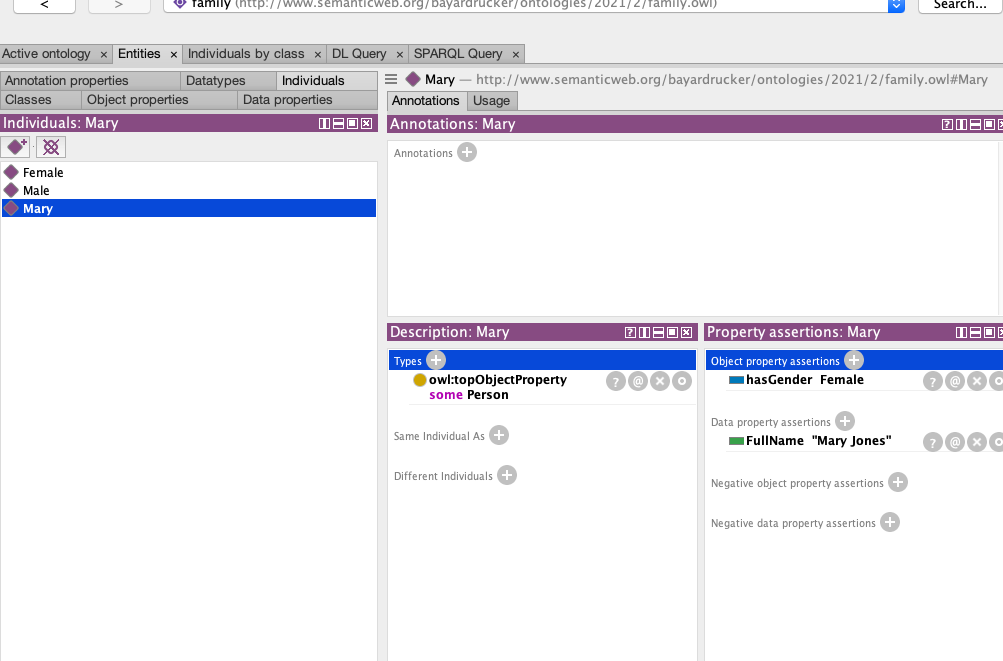 < > family (http://www.semanticweb.org/bayardrucker/ontologies/2021/2/family.owl) Search...
Active ontology × Entities × Individuals by class × DL Query × SPARQL Query ×
Annotation properties Datatypes Individuals
Classes Object properties Data properties
Mary — http://www.semanticweb.org/bayardrucker/ontologies/2021/2/family.owl#Mary
Annotations Usage
Individuals: Mary
Female
Male
Mary
Annotations: Mary
Annotations
Description: Mary
Types
owl:topObjectProperty
some Person
Same Individual As
Different Individuals
Property assertions: Mary
Object property assertions
hasGender Female
Data property assertions
FullName "Mary Jones"
Negative object property assertions
Negative data property assertions